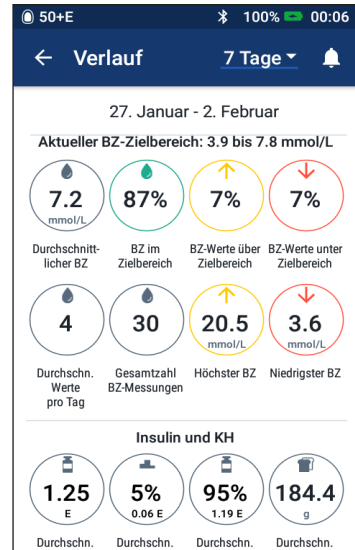 50+E 100% 00:06
Verlauf 7 Tage
27. Januar - 2. Februar
Aktueller BZ-Zielbereich: 3.9 bis 7.8 mmol/L
7.2 87% 7% 7%
mmol/L
Durchschnitt- BZ im BZ-Werte über BZ-Werte unter
licher BZ Zielbereich Zielbereich Zielbereich
4 30 20.5 3.6
mmol/L mmol/L
Durchschn. Gesamtzahl Höchster BZ Niedrigster BZ
Werte BZ-Messungen
pro Tag
Insulin und KH
1.25 5% 95% 184.4
E 0.06 E 1.19 E g
Durchschn. Durchschn. Durchschn. Durchschn.